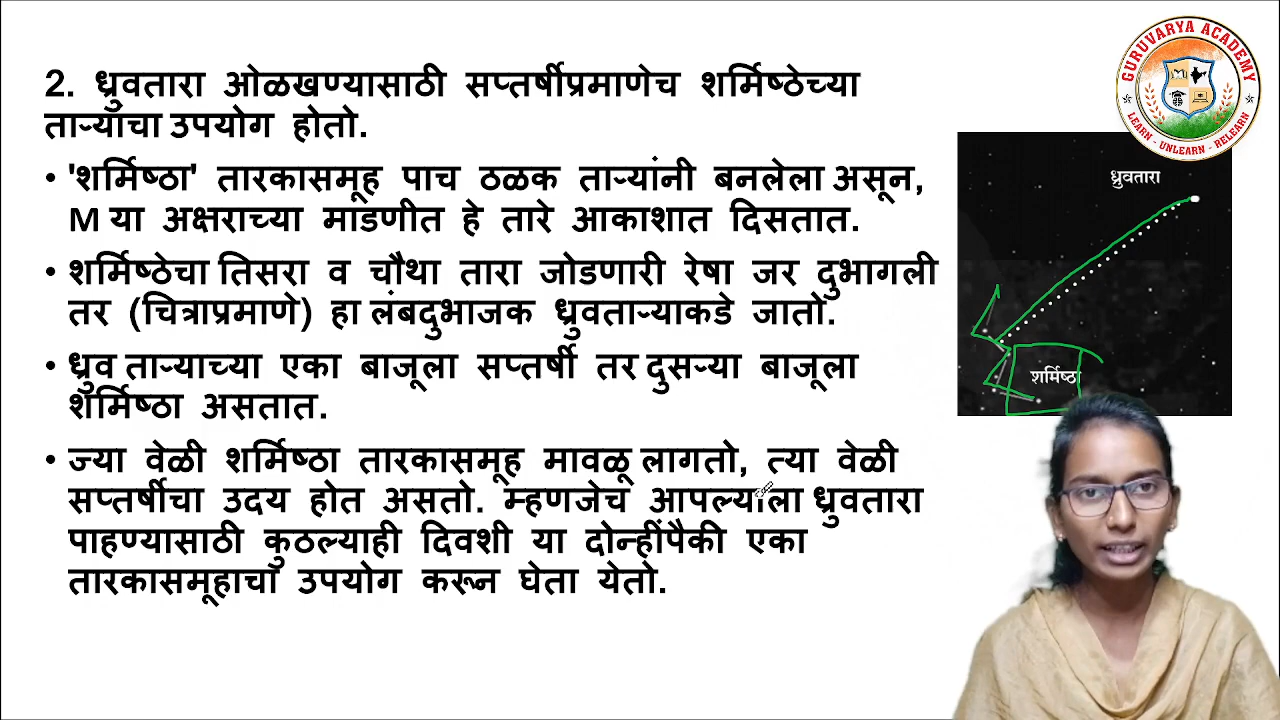 2. ध्रुवतारा ओळखण्यासाठी सप्तर्षीप्रमाणेच शर्मिष्ठेच्या
ताऱ्यांचा उपयोग होतो.
• 'शर्मिष्ठा' तारकासमूह पाच ठळक ताऱ्यांनी बनलेला असून,
M या अक्षराच्या मांडणीत हे तारे आकाशात दिसतात.
• शर्मिष्ठेचा तिसरा व चौथा तारा जोडणारी रेषा जर दुभागली
तर (चित्राप्रमाणे) हा लंबदुभाजक ध्रुवताऱ्याकडे जातो.
• ध्रुव ताऱ्याच्या एका बाजूला सप्तर्षी तर दुसऱ्या बाजूला
शर्मिष्ठा असतात.
• ज्या वेळी शर्मिष्ठा तारकासमूह मावळू लागतो, त्या वेळी
सप्तर्षीचा उदय होत असतो. म्हणजेच आपल्याला ध्रुवतारा
पाहण्यासाठी कुठल्याही दिवशी या दोन्हींपैकी एका
तारकासमूहाचा उपयोग करून घेता येतो.
GURUVARYA ACADEMY
LEARN - UNLEARN - RELEARN
ध्रुवतारा
शर्मिष्ठा